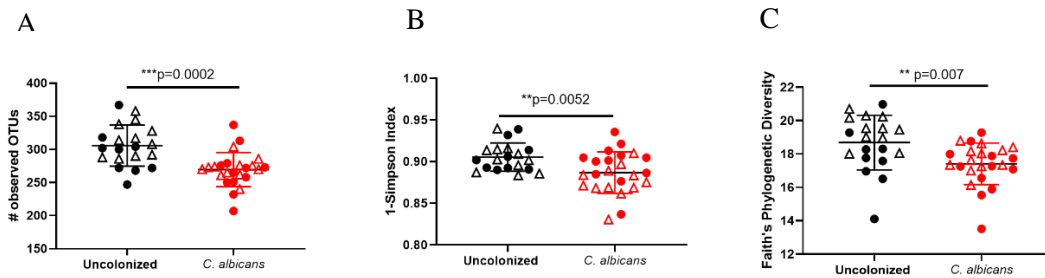 A
***p=0.0002
# observed OTUs
400
350
300
250
200
150
Uncolonized
C. albicans
B
**p=0.0052
1-Simpson Index
1.00
0.95
0.90
0.85
0.80
Uncolonized
C. albicans
C
** p=0.007
Faith's Phylogenetic Diversity
22
20
18
16
14
12
Uncolonized
C. albicans